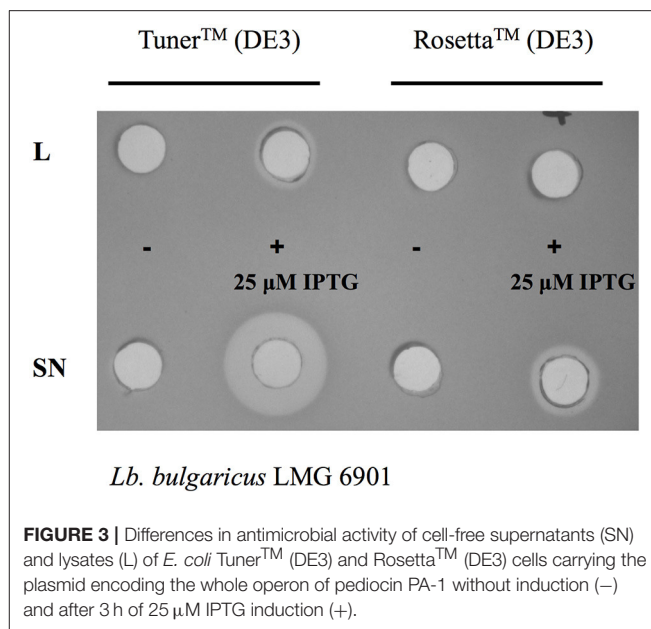 Tuner™ (DE3) Rosetta™ (DE3)
L
- + - +
25 µM IPTG 25 µM IPTG
SN
Lb. bulgaricus LMG 6901
FIGURE 3 | Differences in antimicrobial activity of cell-free supernatants (SN)
and lysates (L) of E. coli Tuner™ (DE3) and Rosetta™ (DE3) cells carrying the
plasmid encoding the whole operon of pediocin PA-1 without induction (−)
and after 3 h of 25 µM IPTG induction (+).